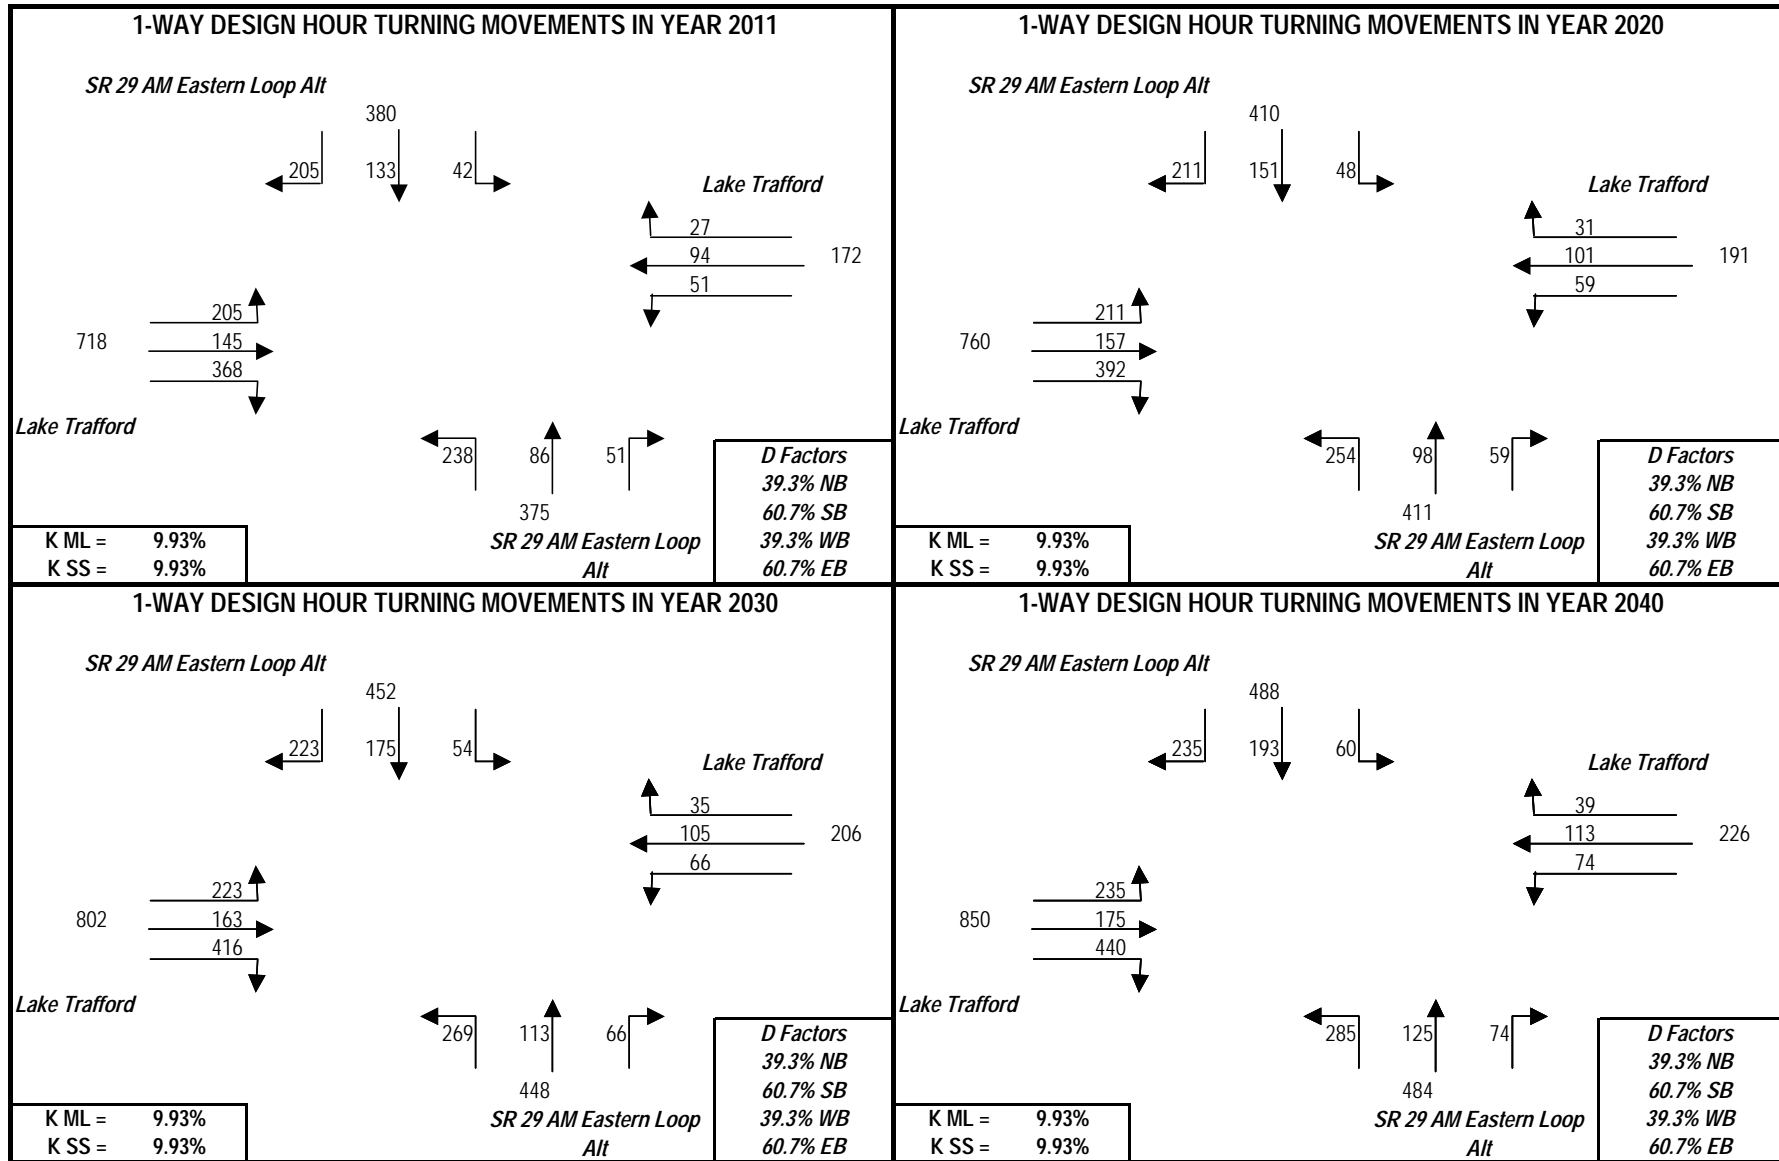 1-WAY DESIGN HOUR TURNING MOVEMENTS IN YEAR 2011
SR 29 AM Eastern Loop Alt
380
205 133 42
Lake Trafford
27
94 172
51
205
718 145
368
Lake Trafford
238 86 51
375
SR 29 AM Eastern Loop
Alt
D Factors
39.3% NB
60.7% SB
39.3% WB
60.7% EB
K ML = 9.93%
K SS = 9.93%
1-WAY DESIGN HOUR TURNING MOVEMENTS IN YEAR 2020
SR 29 AM Eastern Loop Alt
410
211 151 48
Lake Trafford
31
101 191
59
211
760 157
392
Lake Trafford
254 98 59
411
SR 29 AM Eastern Loop
Alt
D Factors
39.3% NB
60.7% SB
39.3% WB
60.7% EB
K ML = 9.93%
K SS = 9.93%
1-WAY DESIGN HOUR TURNING MOVEMENTS IN YEAR 2030
SR 29 AM Eastern Loop Alt
452
223 175 54
Lake Trafford
35
105 206
66
223
802 163
416
Lake Trafford
269 113 66
448
SR 29 AM Eastern Loop
Alt
D Factors
39.3% NB
60.7% SB
39.3% WB
60.7% EB
K ML = 9.93%
K SS = 9.93%
1-WAY DESIGN HOUR TURNING MOVEMENTS IN YEAR 2040
SR 29 AM Eastern Loop Alt
488
235 193 60
Lake Trafford
39
113 226
74
235
850 175
440
Lake Trafford
285 125 74
484
SR 29 AM Eastern Loop
Alt
D Factors
39.3% NB
60.7% SB
39.3% WB
60.7% EB
K ML = 9.93%
K SS = 9.93%